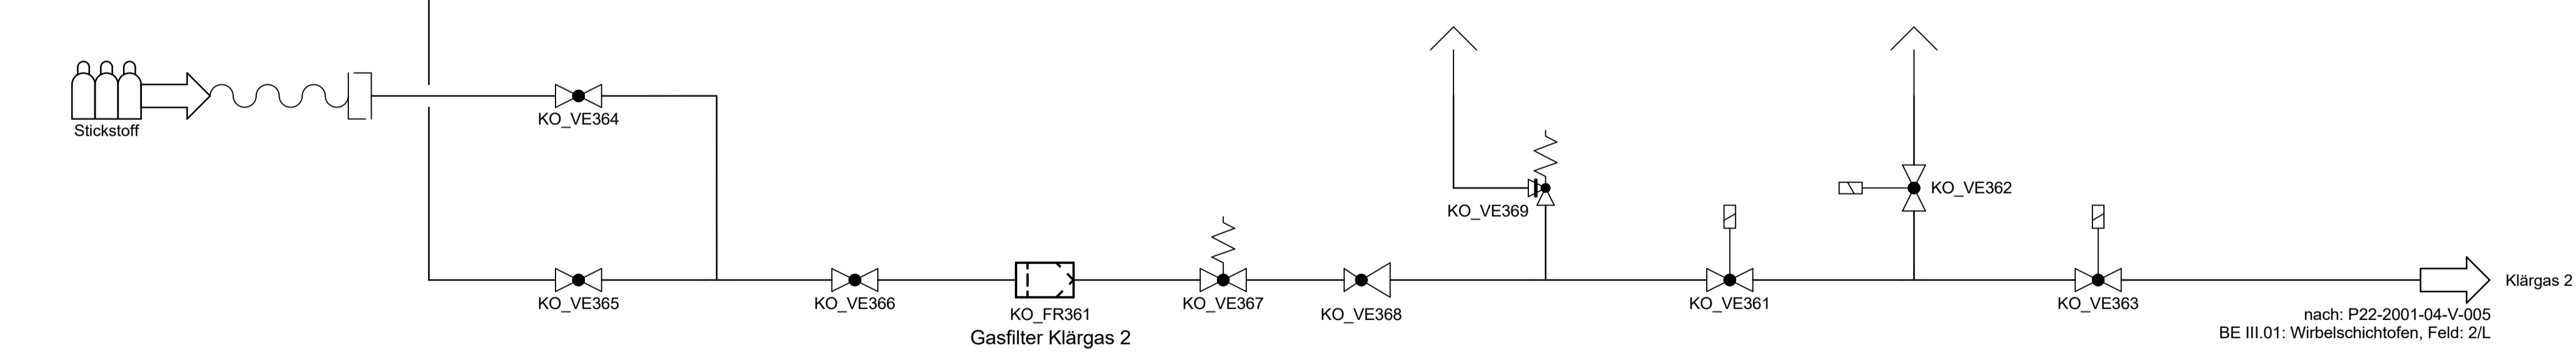 Stickstoff
KO_VE364
KO_VE369
KO_VE362
KO_VE365
KO_VE366
KO_FR361
Gasfilter Klärgas 2
KO_VE367
KO_VE368
KO_VE361
KO_VE363
Klärgas 2
nach: P22-2001-04-V-005
BE III.01: Wirbelschichtofen, Feld: 2/L